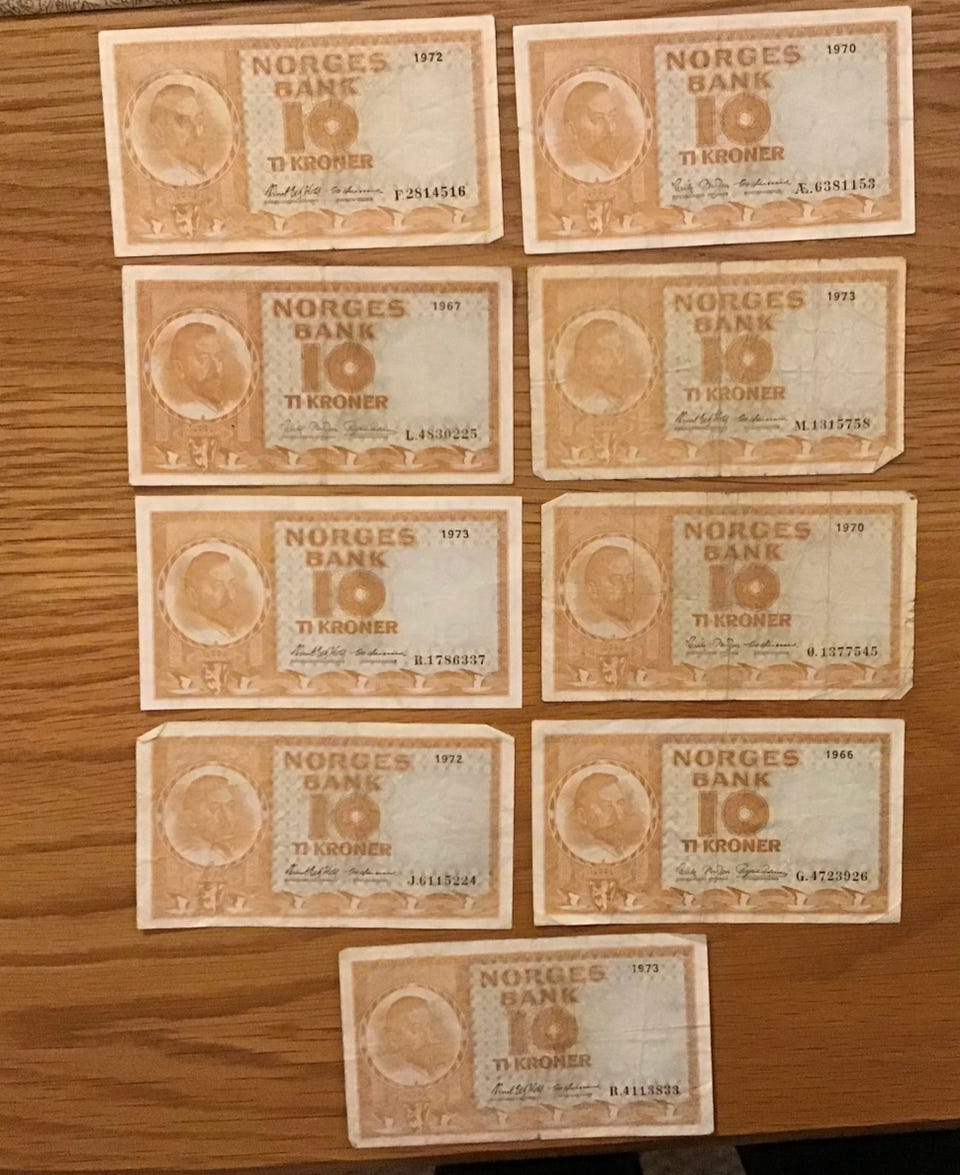 NORGES 1972
BANK
10
TI KRONER
F.2814516
NORGES 1970
BANK
10
TI KRONER
Æ.6381153
NORGES 1967
BANK
10
TI KRONER
L.4830225
NORGES 1973
BANK
10
TI KRONER
M.1315758
NORGES 1973
BANK
10
TI KRONER
R.1786337
NORGES 1970
BANK
10
TI KRONER
Ø.1377545
NORGES 1972
BANK
10
TI KRONER
J.6115224
NORGES 1966
BANK
10
TI KRONER
G.4723926
NORGES 1973
BANK
10
TI KRONER
R.4113833